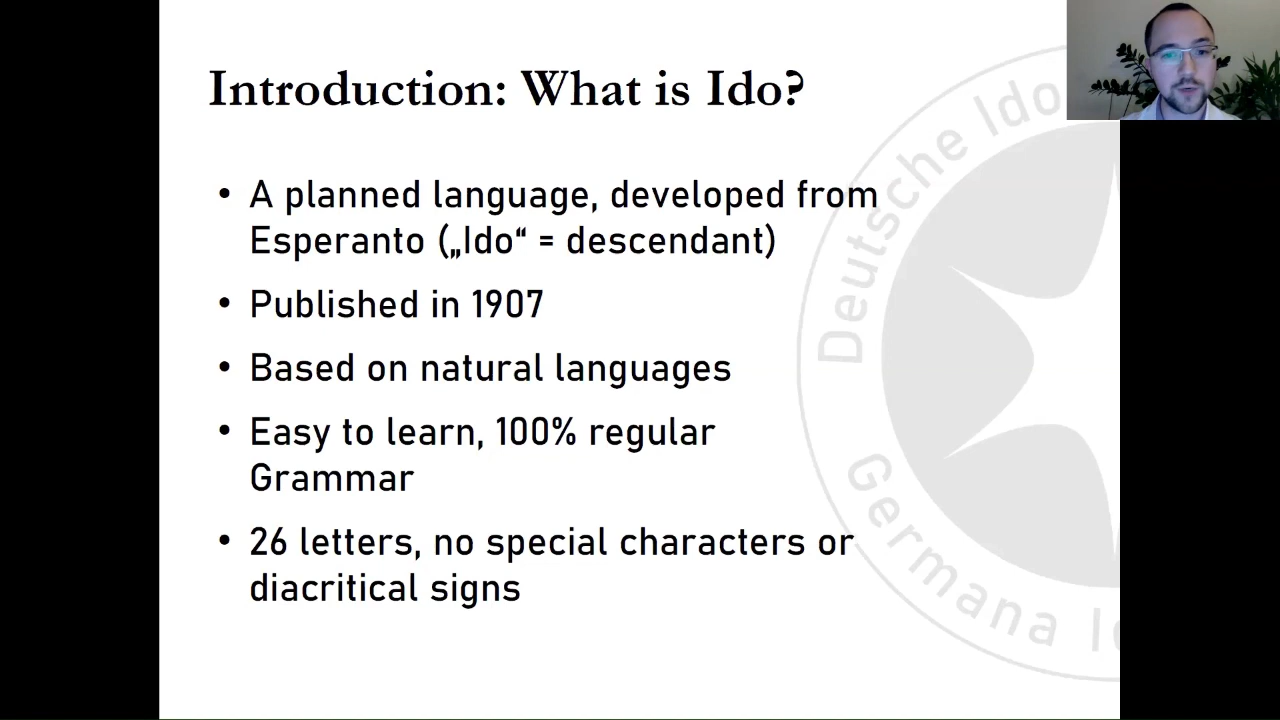 Introduction: What is Ido?
• A planned language, developed from
Esperanto („Ido“ = descendant)
• Published in 1907
• Based on natural languages
• Easy to learn, 100% regular
Grammar
• 26 letters, no special characters or
diacritical signs
Deutsche Ido
Germana